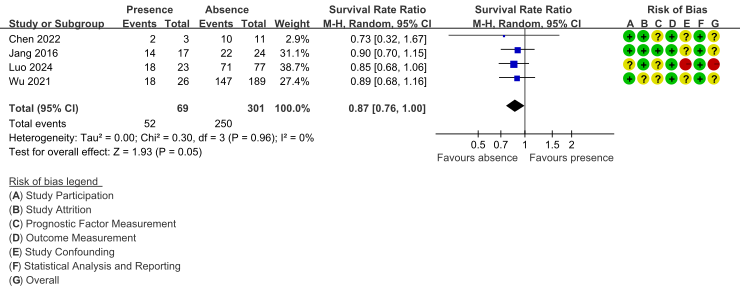 Presence Absence Survival Rate Ratio Survival Rate Ratio Risk of Bias
Study or Subgroup Events Total Events Total Weight M-H, Random, 95% CI M-H, Random, 95% CI A B C D E F G
Chen 2022 2 3 10 11 2.9% 0.73 [0.32, 1.67] + + ? + ? + ?
Jang 2016 14 17 22 24 31.1% 0.90 [0.70, 1.15] + + + + ? + ?
Luo 2024 18 23 71 77 38.7% 0.85 [0.68, 1.06] ? + ? +
Wu 2021 18 26 147 189 27.4% 0.89 [0.68, 1.16] + ? ? + ? + ?
Total (95% CI) 69 301 100.0% 0.87 [0.76, 1.00]
Total events 52 250
Heterogeneity: Tau² = 0.00; Chi² = 0.30, df = 3 (P = 0.96); I² = 0%
Test for overall effect: Z = 1.93 (P = 0.05)
0.5 0.7 1 1.5 2
Favours absence Favours presence
Risk of bias legend
(A) Study Participation
(B) Study Attrition
(C) Prognostic Factor Measurement
(D) Outcome Measurement
(E) Study Confounding
(F) Statistical Analysis and Reporting
(G) Overall